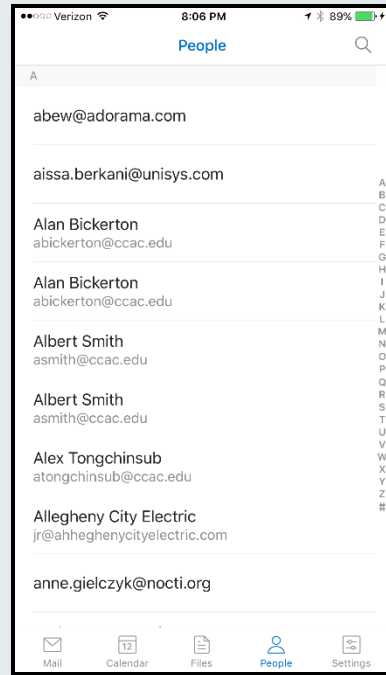 Verizon 8:06 PM 89%
People
A
abew@adorama.com
aissa.berkani@unisys.com
Alan Bickerton
abickerton@ccac.edu
Alan Bickerton
abickerton@ccac.edu
Albert Smith
asmith@ccac.edu
Albert Smith
asmith@ccac.edu
Alex Tongchinsub
atongchinsub@ccac.edu
Allegheny City Electric
jr@ahheghenycityelectric.com
anne.gielczyk@nocti.org
A
B
C
D
E
F
G
H
I
J
K
L
M
N
O
P
Q
R
S
T
U
V
W
X
Y
Z
#
12
Mail Calendar Files People Settings